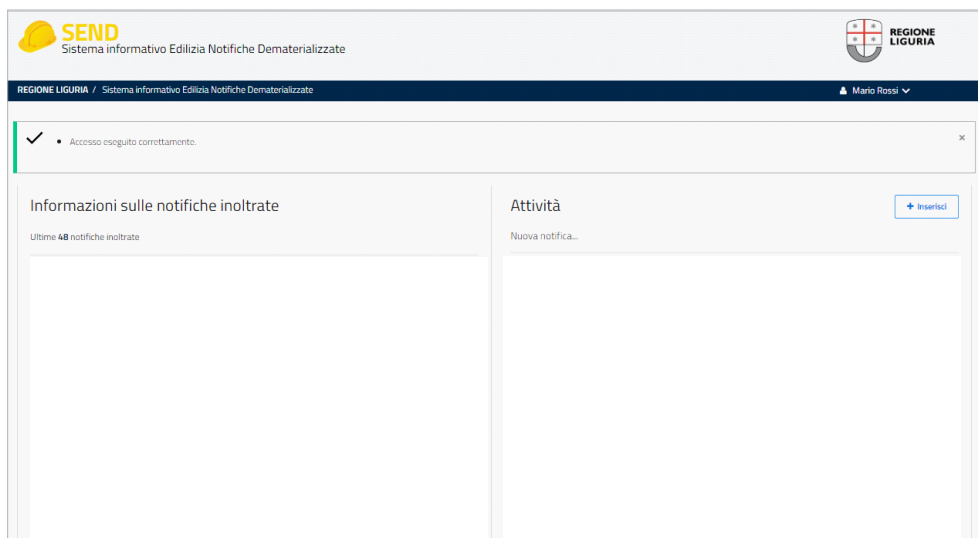 SEND
Sistema informativo Edilizia Notifiche Dematerializzate
REGIONE
LIGURIA
REGIONE LIGURIA / Sistema informativo Edilizia Notifiche Dematerializzate
Mario Rossi
Accesso eseguito correttamente.
×
Informazioni sulle notifiche inoltrate
Ultime 48 notifiche inoltrate
Attività
+ Inserisci
Nuova notifica...